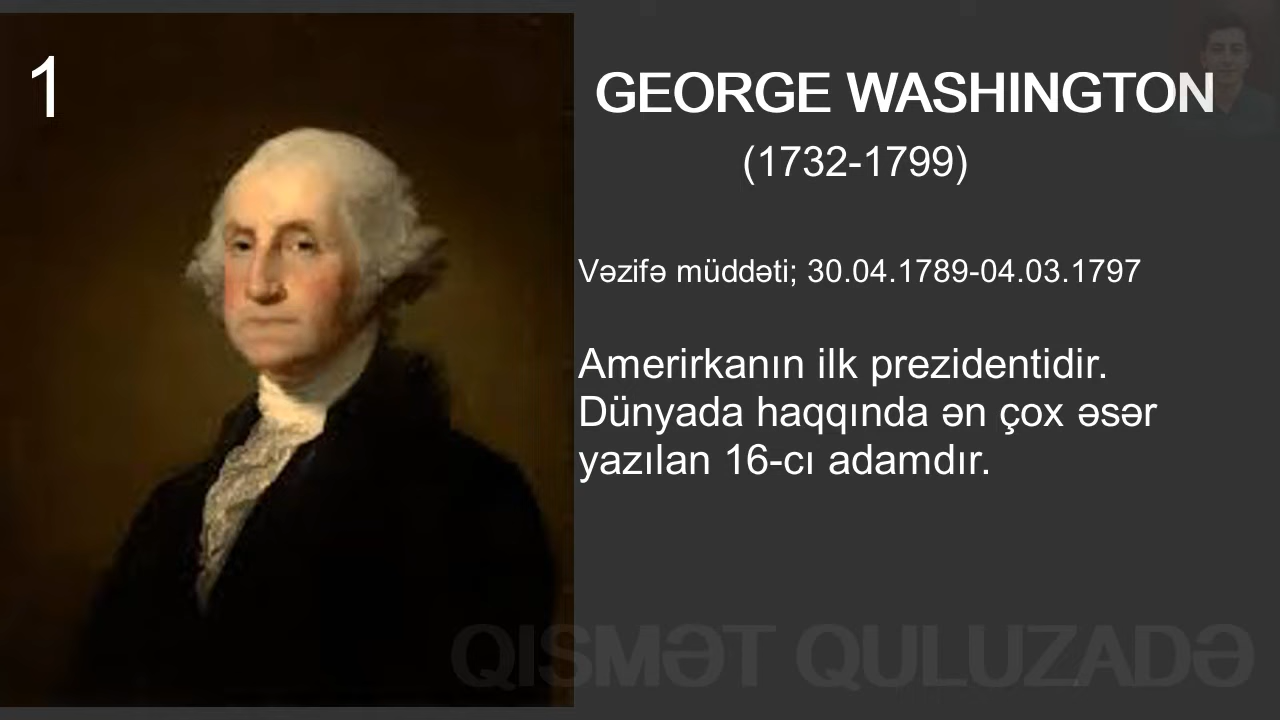 1
GEORGE WASHINGTON
(1732-1799)
Vəzifə müddəti; 30.04.1789-04.03.1797
Amerirkanın ilk prezidentidir.
Dünyada haqqında ən çox əsər
yazılan 16-cı adamdır.
QISMƏT QULUZADƏ